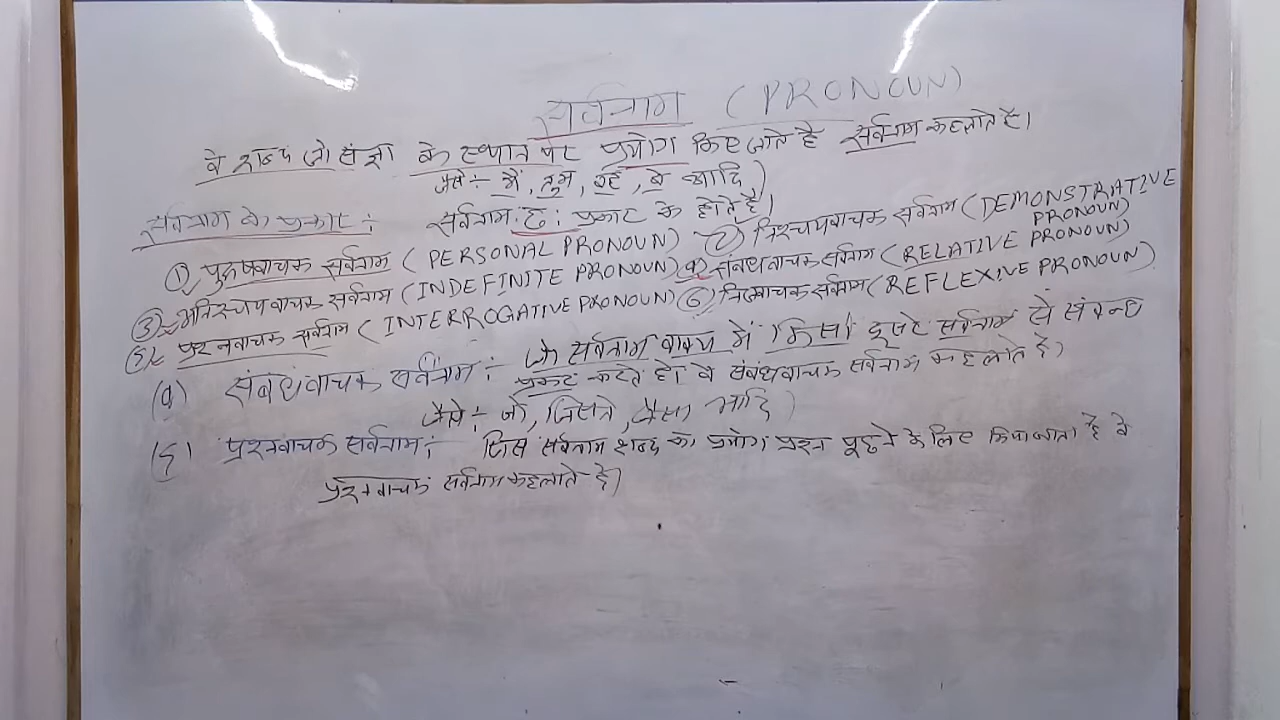 सर्वनाम (PRONOUN)
वे शब्द जो संज्ञा के स्थान पर प्रयोग किए जाते है सर्वनाम कहलाते है।
जैसे :- मैं, तुम, वह, वे आदि)
सर्वनाम के प्रकार : सर्वनाम छः प्रकार के होते है।
① पुरुषवाचक सर्वनाम (PERSONAL PRONOUN) ② निश्चयवाचक सर्वनाम (DEMONSTRATIVE PRONOUN)
③ अनिश्चयवाचक सर्वनाम (INDEFINITE PRONOUN) ④ संबंधवाचक सर्वनाम (RELATIVE PRONOUN)
⑤ प्रश्नवाचक सर्वनाम (INTERROGATIVE PRONOUN) ⑥ निजवाचक सर्वनाम (REFLEXIVE PRONOUN)
(४) संबंधवाचक सर्वनाम : जो सर्वनाम वाक्य में किसी दूसरे सर्वनाम से संबन्ध
प्रकट करते हो। वे संबंधवाचक सर्वनाम कहलाते है।
जैसे :- जो, जिसने, जैसा आदि)
प्रश्नवाचक सर्वनाम : जिस सर्वनाम शब्द का प्रयोग प्रश्न पूछने के लिए किया जाता है वे
प्रश्नवाचक सर्वनाम कहलाते है।